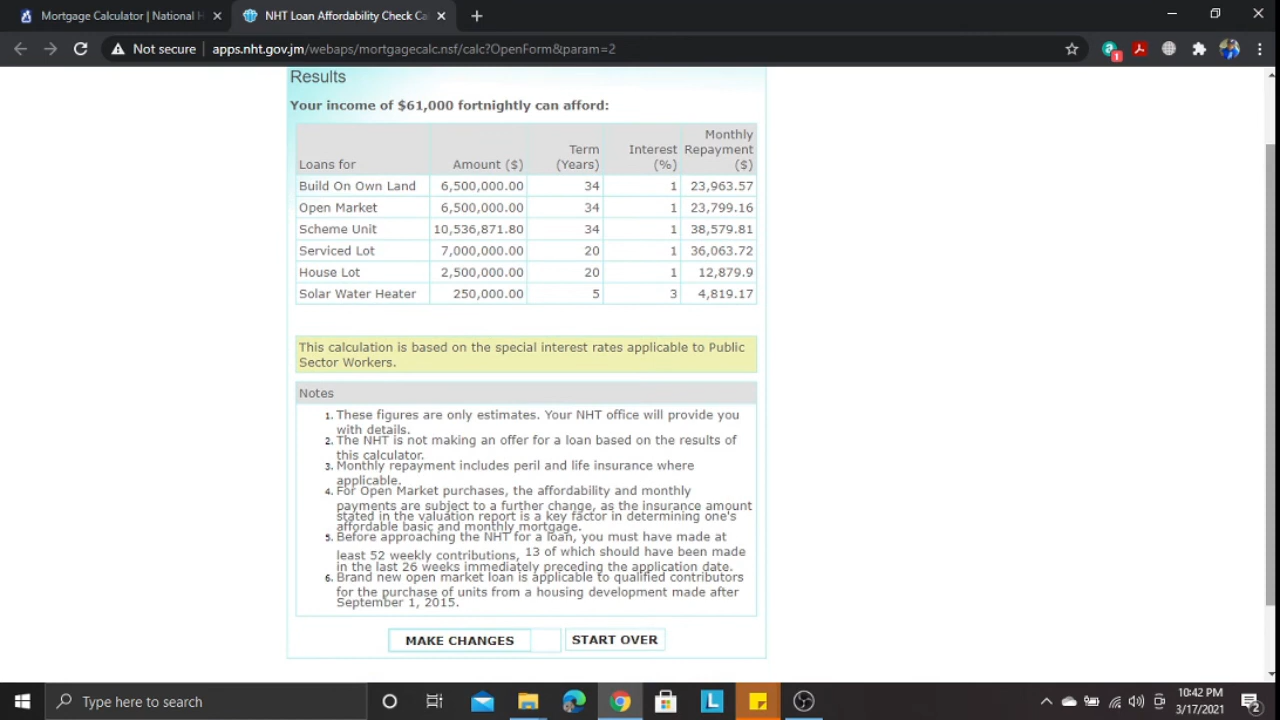 Mortgage Calculator | National H
NHT Loan Affordability Check Ca
Not secure
apps.nht.gov.jm/webaps/mortgagecalc.nsf/calc?OpenForm&param=2
1
Results
Your income of $61,000 fortnightly can afford:
Loans for Amount ($) Term (Years) Interest (%) Monthly Repayment ($)
Build On Own Land 6,500,000.00 34 1 23,963.57
Open Market 6,500,000.00 34 1 23,799.16
Scheme Unit 10,536,871.80 34 1 38,579.81
Serviced Lot 7,000,000.00 20 1 36,063.72
House Lot 2,500,000.00 20 1 12,879.9
Solar Water Heater 250,000.00 5 3 4,819.17
This calculation is based on the special interest rates applicable to Public
Sector Workers.
Notes
1. These figures are only estimates. Your NHT office will provide you
with details.
2. The NHT is not making an offer for a loan based on the results of
this calculator.
3. Monthly repayment includes peril and life insurance where
applicable.
4. For Open Market purchases, the affordability and monthly
payments are subject to a further change, as the insurance amount
stated in the valuation report is a key factor in determining one's
affordable basic and monthly mortgage.
5. Before approaching the NHT for a loan, you must have made at
least 52 weekly contributions, 13 of which should have been made
in the last 26 weeks immediately preceding the application date.
6. Brand new open market loan is applicable to qualified contributors
for the purchase of units from a housing development made after
September 1, 2015.
MAKE CHANGES
START OVER
Type here to search
L
10:42 PM
3/17/2021
2